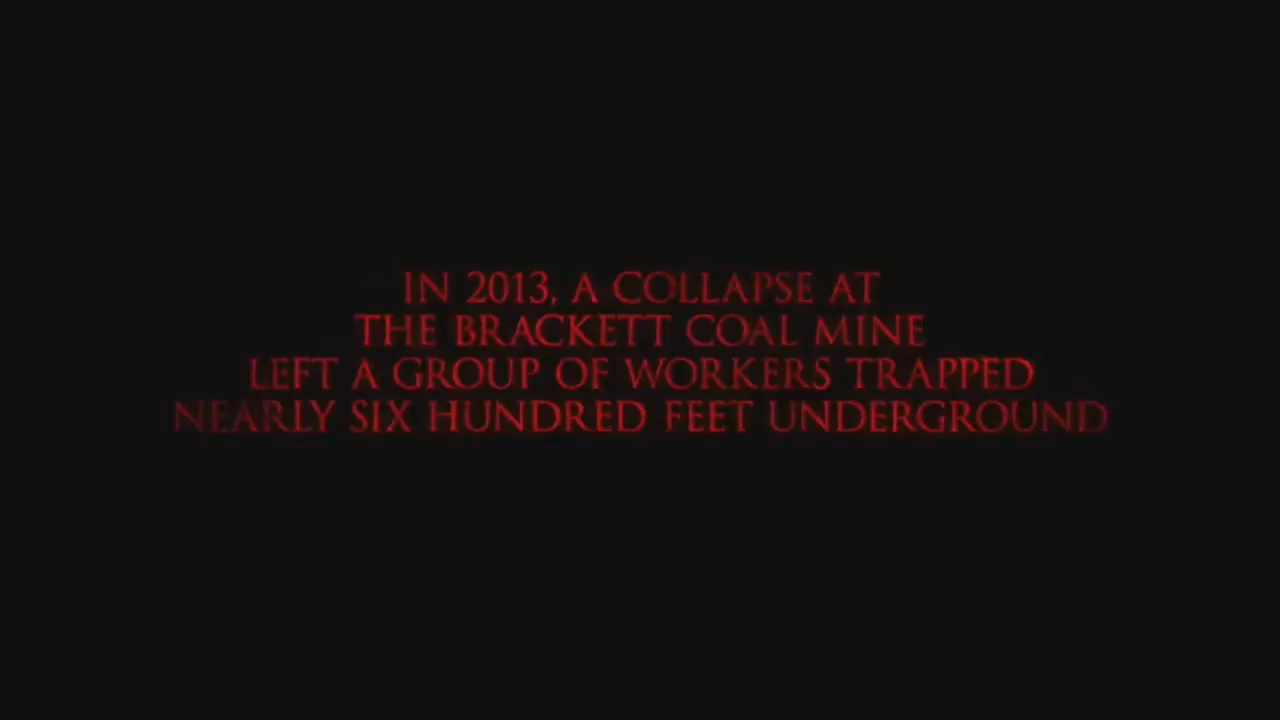 IN 2013, A COLLAPSE AT
THE BRACKETT COAL MINE
LEFT A GROUP OF WORKERS TRAPPED
NEARLY SIX HUNDRED FEET UNDERGROUND